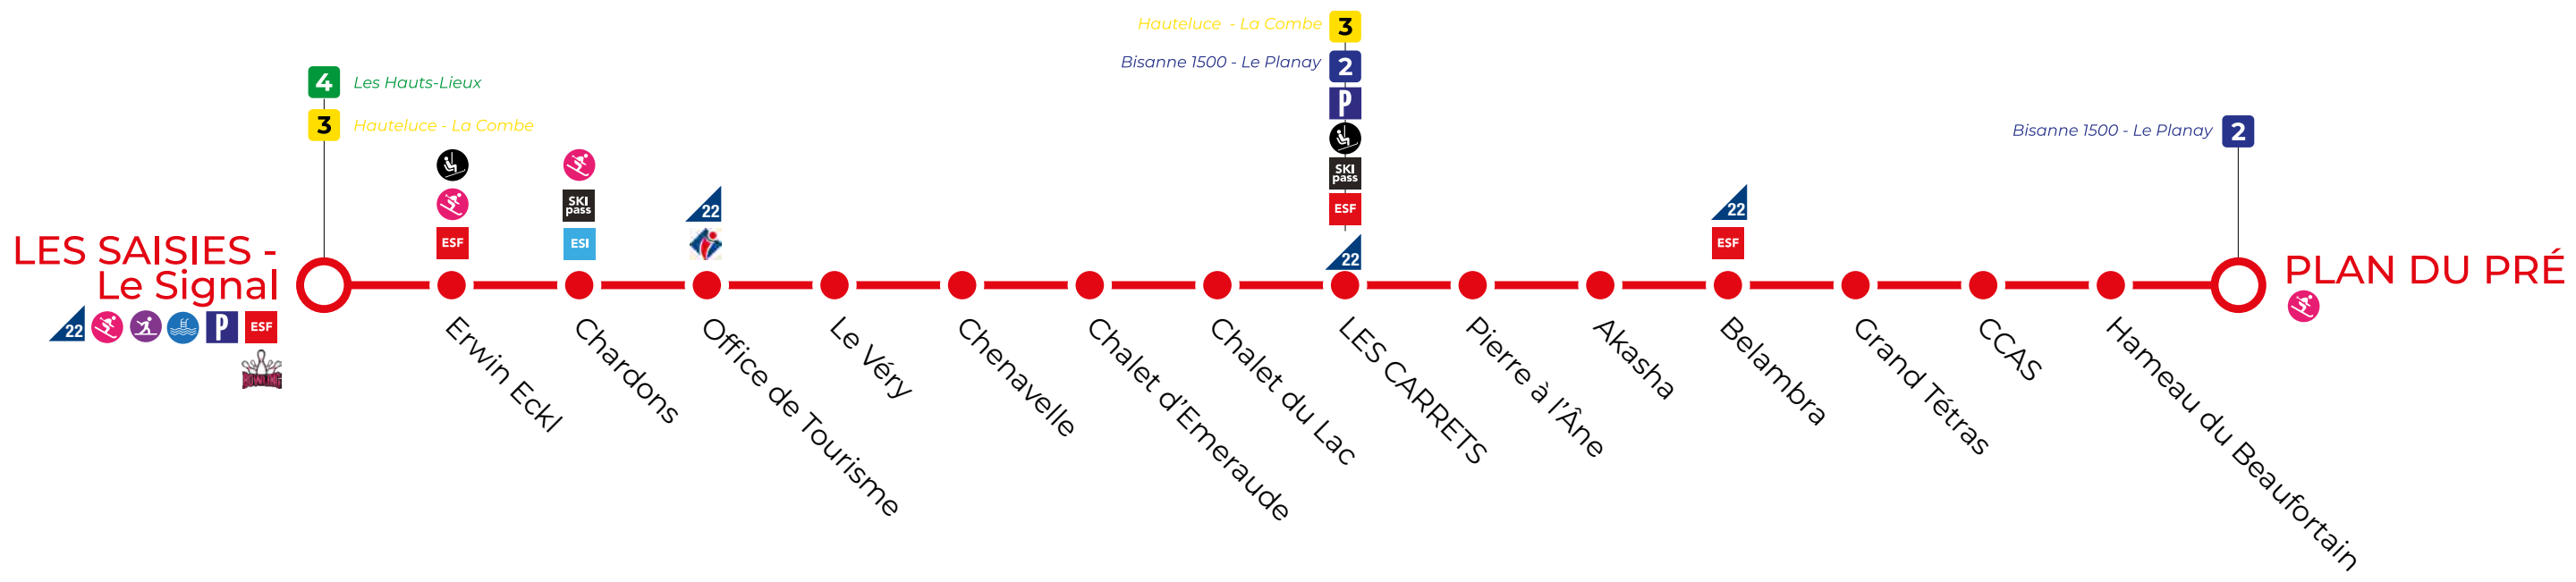 Hauteluce - La Combe 3
Bisanne 1500 - Le Planay 2
P
SKI
pass
ESF
22
4 Les Hauts-Lieux
3 Hauteluce - La Combe
Bisanne 1500 - Le Planay 2
ESF
SKI
pass
ESI
22
22
ESF
LES SAISIES -
Le Signal
22 P ESF
BOWLING
PLAN DU PRÉ
Erwin Eckl
Chardons
Office de Tourisme
Le Véry
Chenavelle
Chalet d'Emeraude
Chalet du Lac
LES CARRETS
Pierre à l'Âne
Akasha
Belambra
Grand Tétras
CCAS
Hameau du Beaufortain